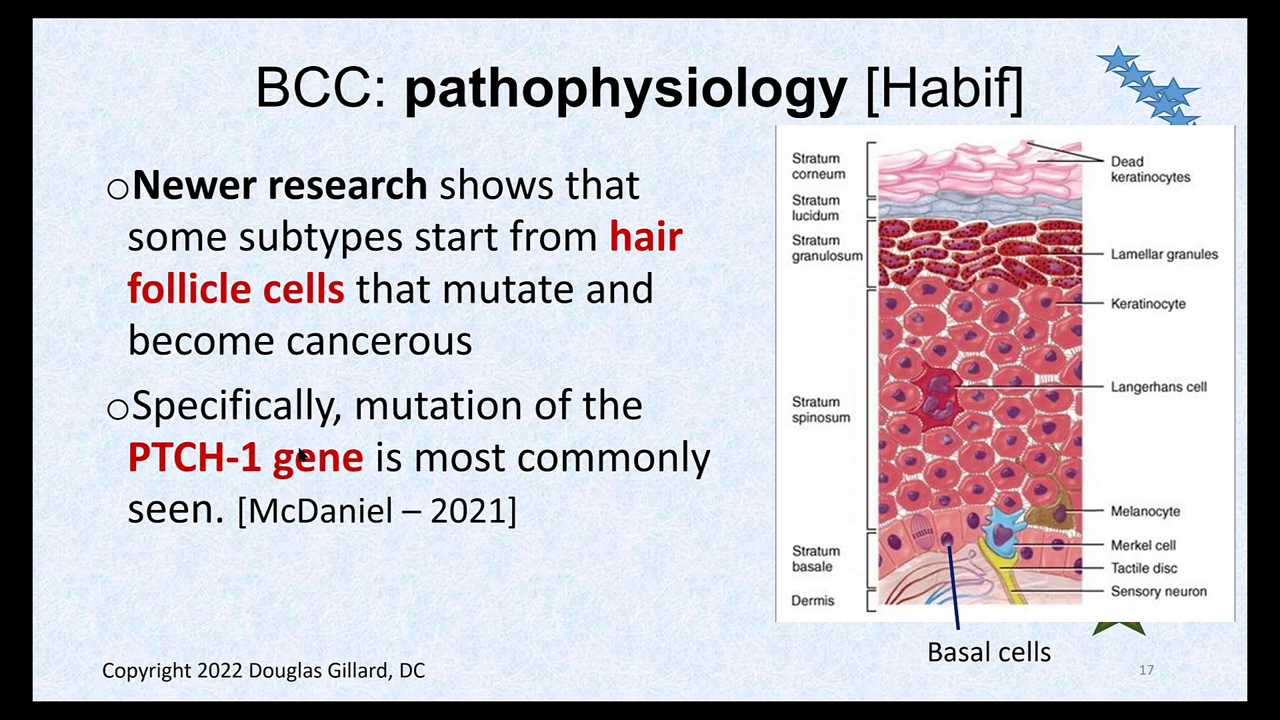 BCC: pathophysiology [Habif]
○Newer research shows that
some subtypes start from hair
follicle cells that mutate and
become cancerous
○Specifically, mutation of the
PTCH-1 gene is most commonly
seen. [McDaniel – 2021]
Stratum
corneum
Stratum
lucidum
Stratum
granulosum
Stratum
spinosum
Stratum
basale
Dermis
Dead
keratinocytes
Lamellar granules
Keratinocyte
Langerhans cell
Melanocyte
Merkel cell
Tactile disc
Sensory neuron
Basal cells
Copyright 2022 Douglas Gillard, DC
17